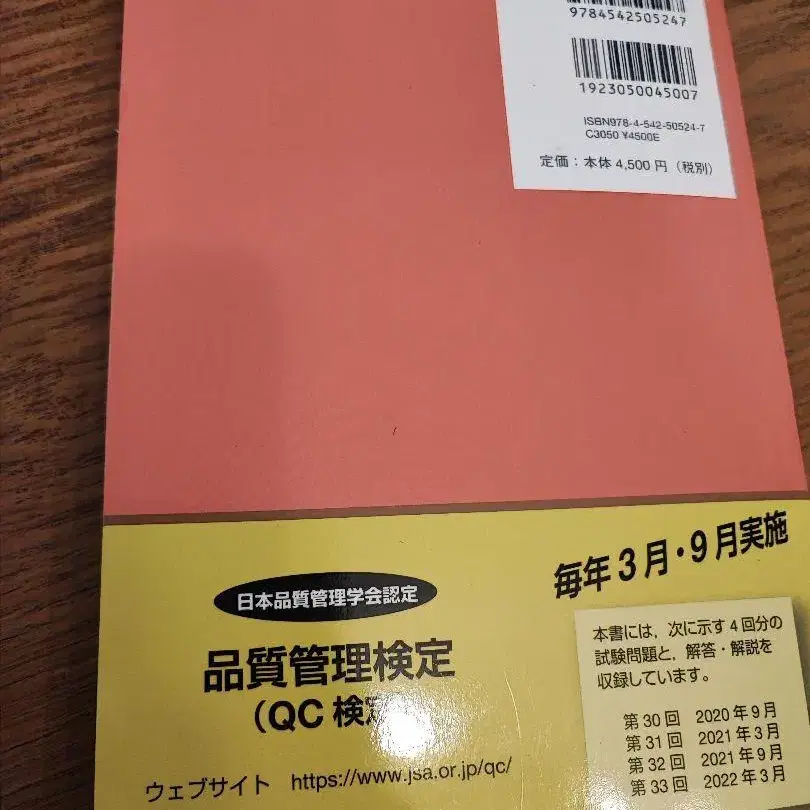 9784542505247
1923050045007
ISBN978-4-542-50524-7
C3050 ¥4500E
定価：本体4,500円（税別）
毎年3月・9月実施
日本品質管理学会認定
品質管理検定
（QC 検定
ウェブサイト https://www.jsa.or.jp/qc/
本書には，次に示す4回分の
試験問題と，解答・解説を
収録しています。
第30回 2020年9月
第31回 2021年3月
第32回 2021年9月
第33回 2022年3月